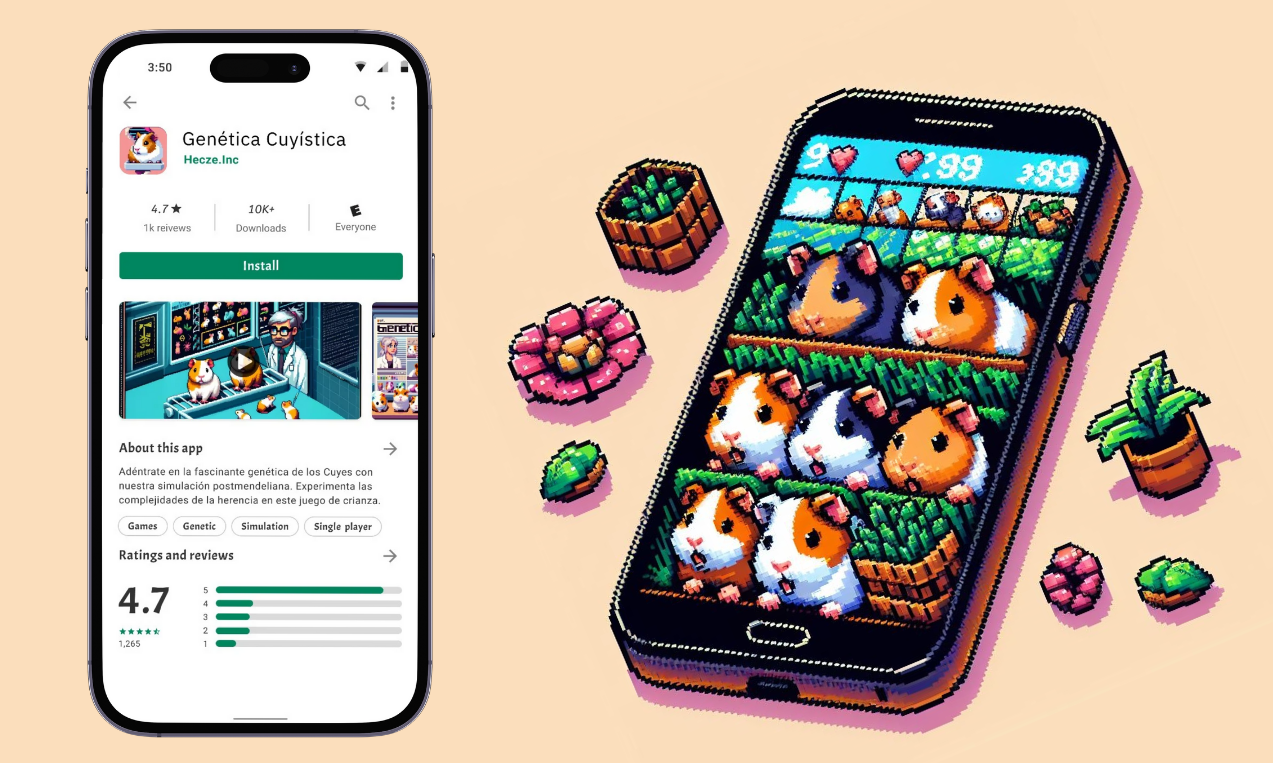 3:50
Genética Cuyística
Hecze.Inc
4.7★
1k reivews
10K+
Downloads
E
Everyone
Install
Genetic
About this app
Adéntrate en la fascinante genética de los Cuyes con
nuestra simulación postmendeliana. Experimenta las
complejidades de la herencia en este juego de crianza.
Games
Genetic
Simulation
Single player
Ratings and reviews
4.7
5
4
3
2
1
1,265
9
:99
389